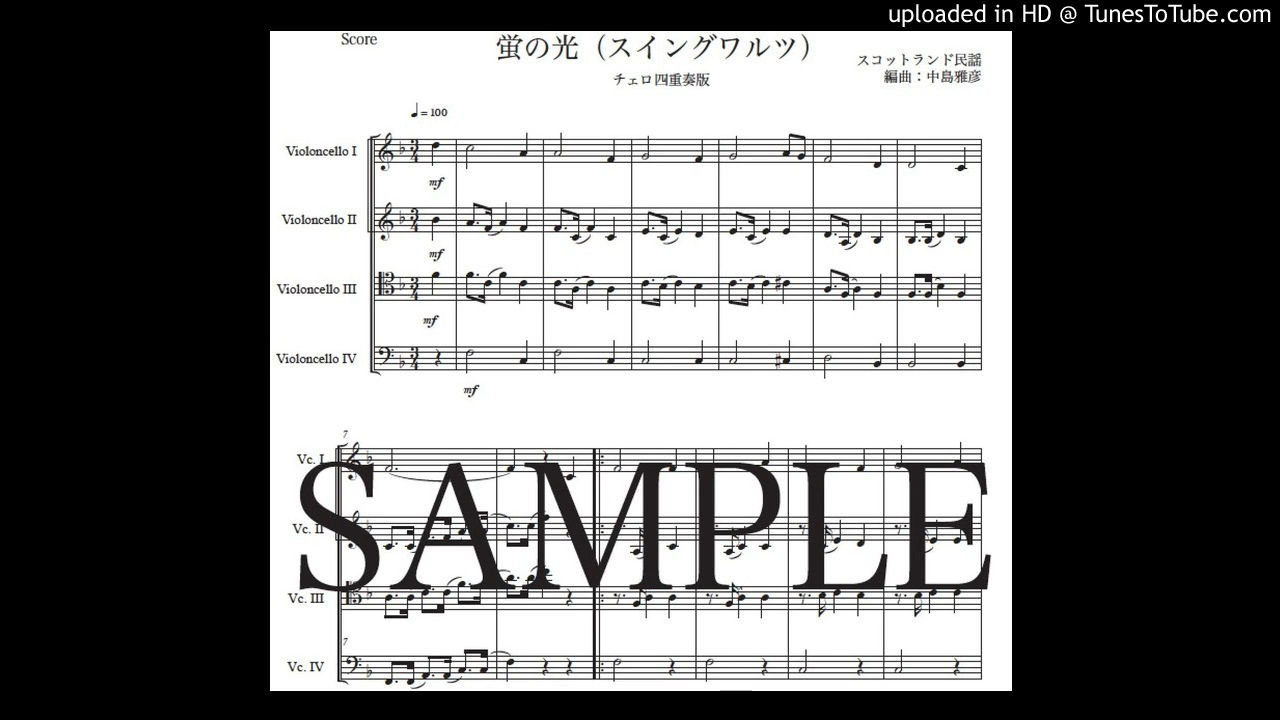 uploaded in HD @ TunesToTube.com
Score
蛍の光（スイングワルツ）
チェロ四重奏版
スコットランド民謡
編曲：中島雅彦
♩= 100
Violoncello I
mf
Violoncello II
mf
Violoncello III
mf
Violoncello IV
mf
7
Vc. I
SAMPLE
Vc. II
Vc. III
7
Vc. IV